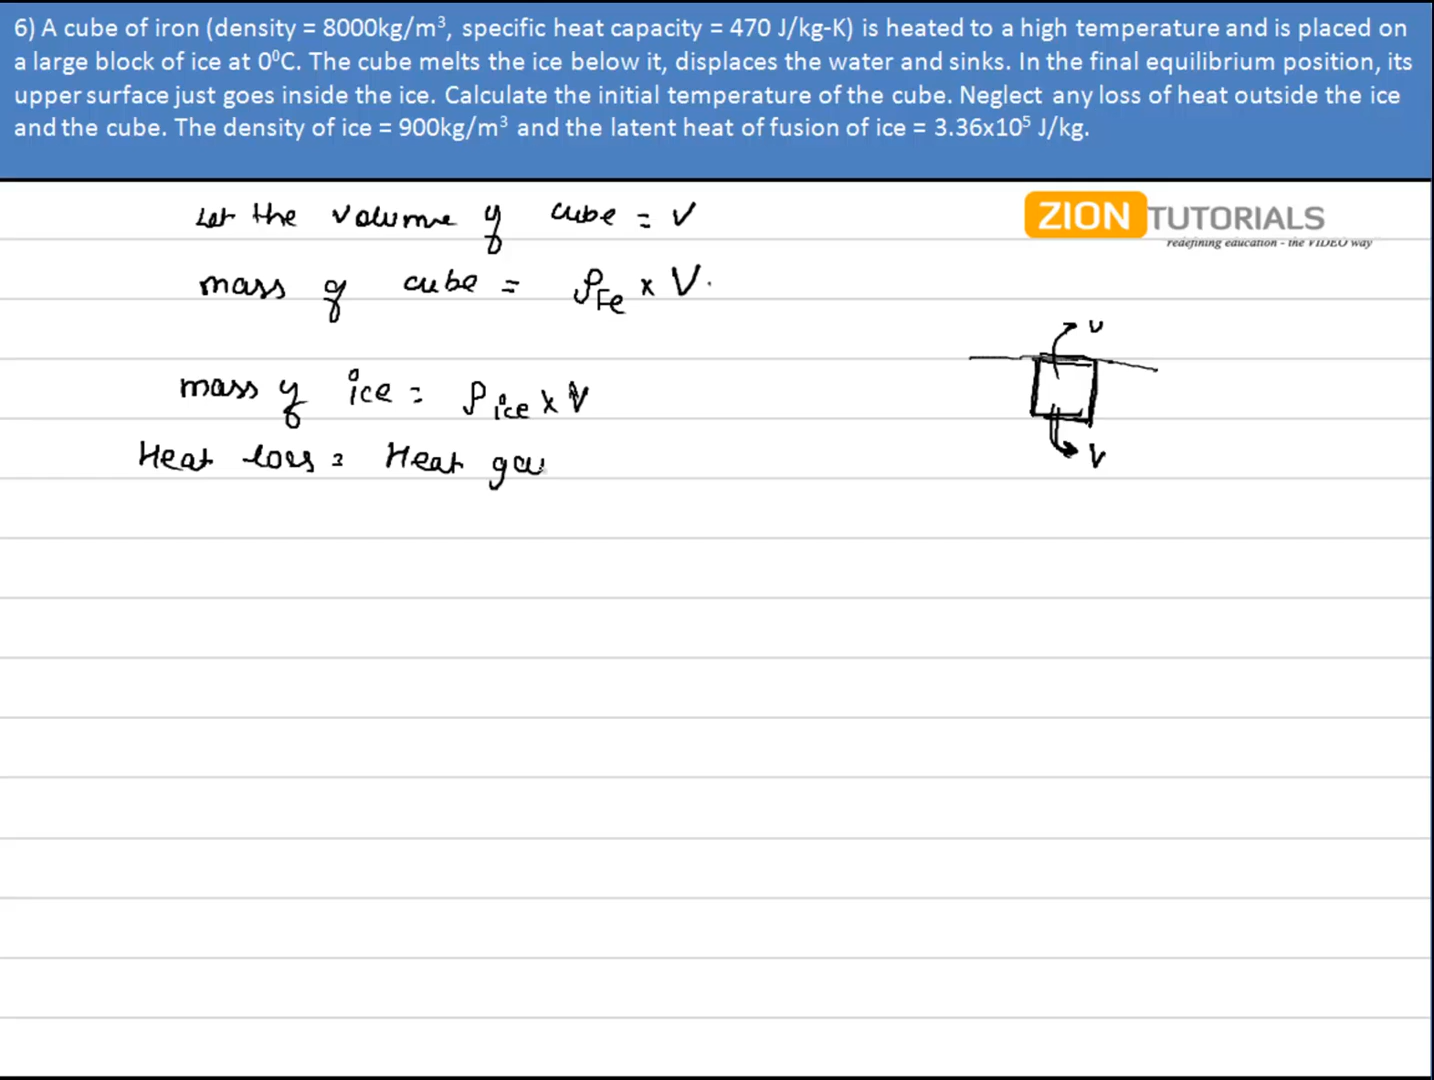 6) A cube of iron (density = 8000kg/m³, specific heat capacity = 470 J/kg-K) is heated to a high temperature and is placed on
a large block of ice at 0⁰C. The cube melts the ice below it, displaces the water and sinks. In the final equilibrium position, its
upper surface just goes inside the ice. Calculate the initial temperature of the cube. Neglect any loss of heat outside the ice
and the cube. The density of ice = 900kg/m³ and the latent heat of fusion of ice = 3.36x10⁵ J/kg.
ZION TUTORIALS
redefining education - the VIDEO way
Let the volume of cube = V
mass of cube = ρFe x V.
V
mass of ice = ρice x V
V
Heat loss = Heat gai